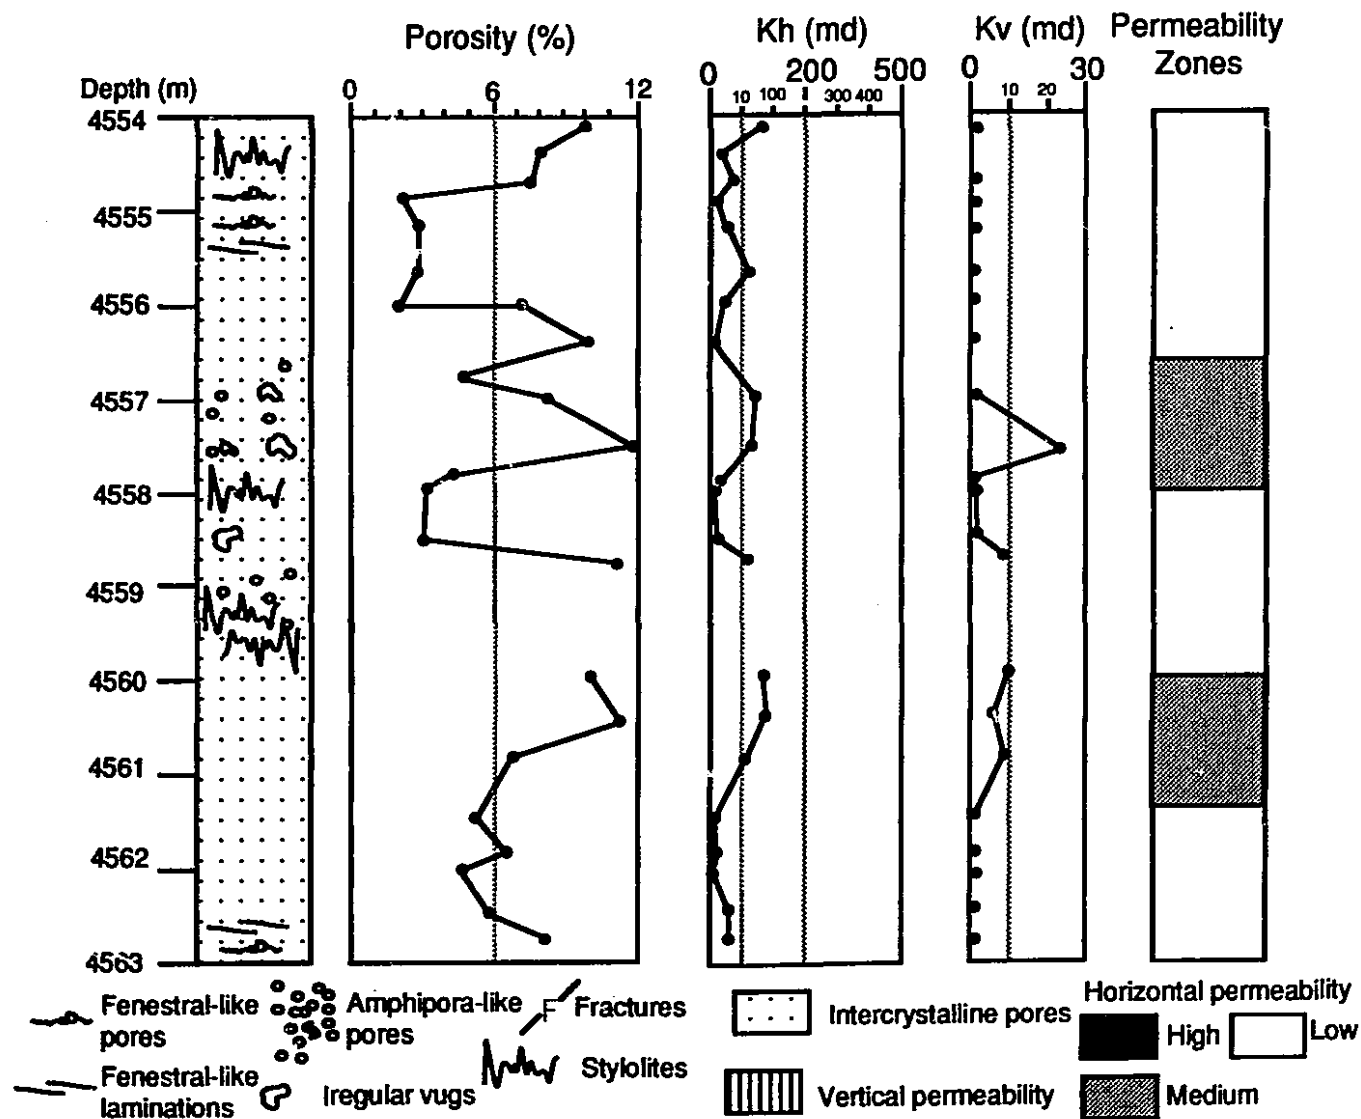 Porosity (%)
Kh (md)
Kv (md)
Permeability
Zones
Depth (m)
0
6
12
0
200
500
10
100
300
400
0
30
10
20
4554
4555
4556
4557
4558
4559
4560
4561
4562
4563
Fenestral-like
pores
Amphipora-like
pores
F
Fractures
Intercrystalline pores
Horizontal permeability
High
Low
Fenestral-like
laminations
Irregular vugs
Stylolites
Vertical permeability
Medium